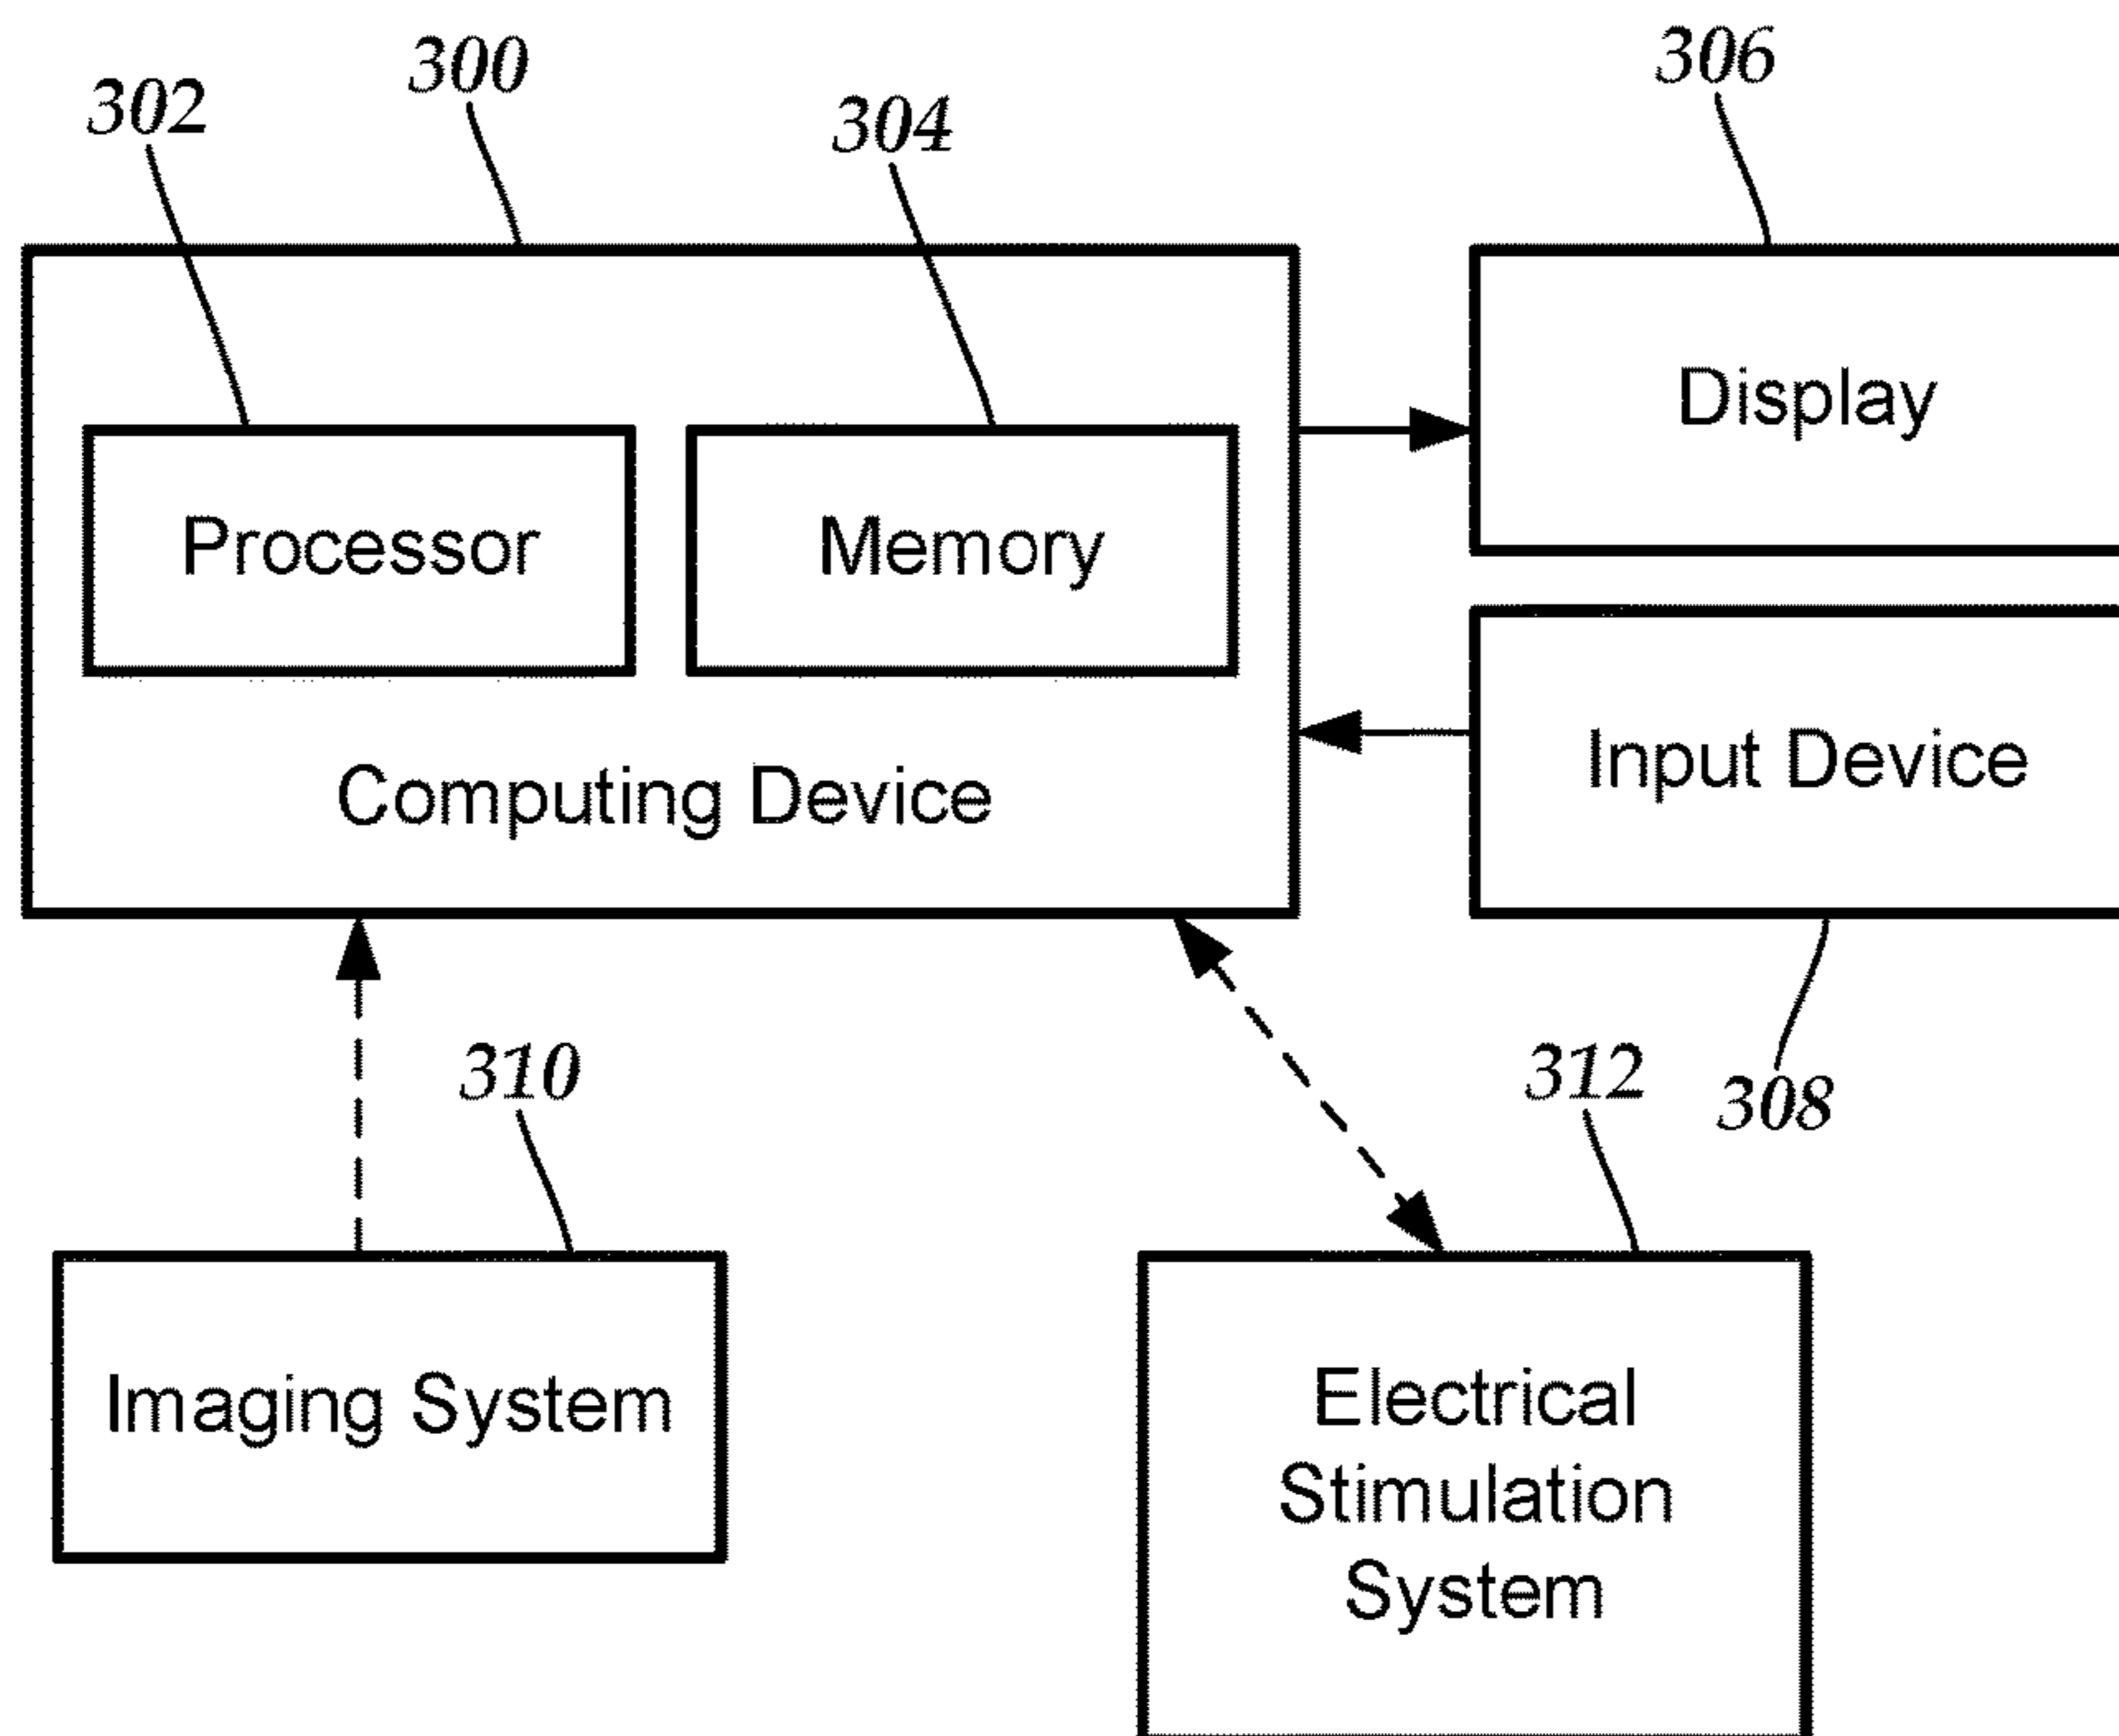 300
306
302
304
Display
Processor
Memory
Input Device
Computing Device
310
312
308
Imaging System
Electrical
Stimulation
System